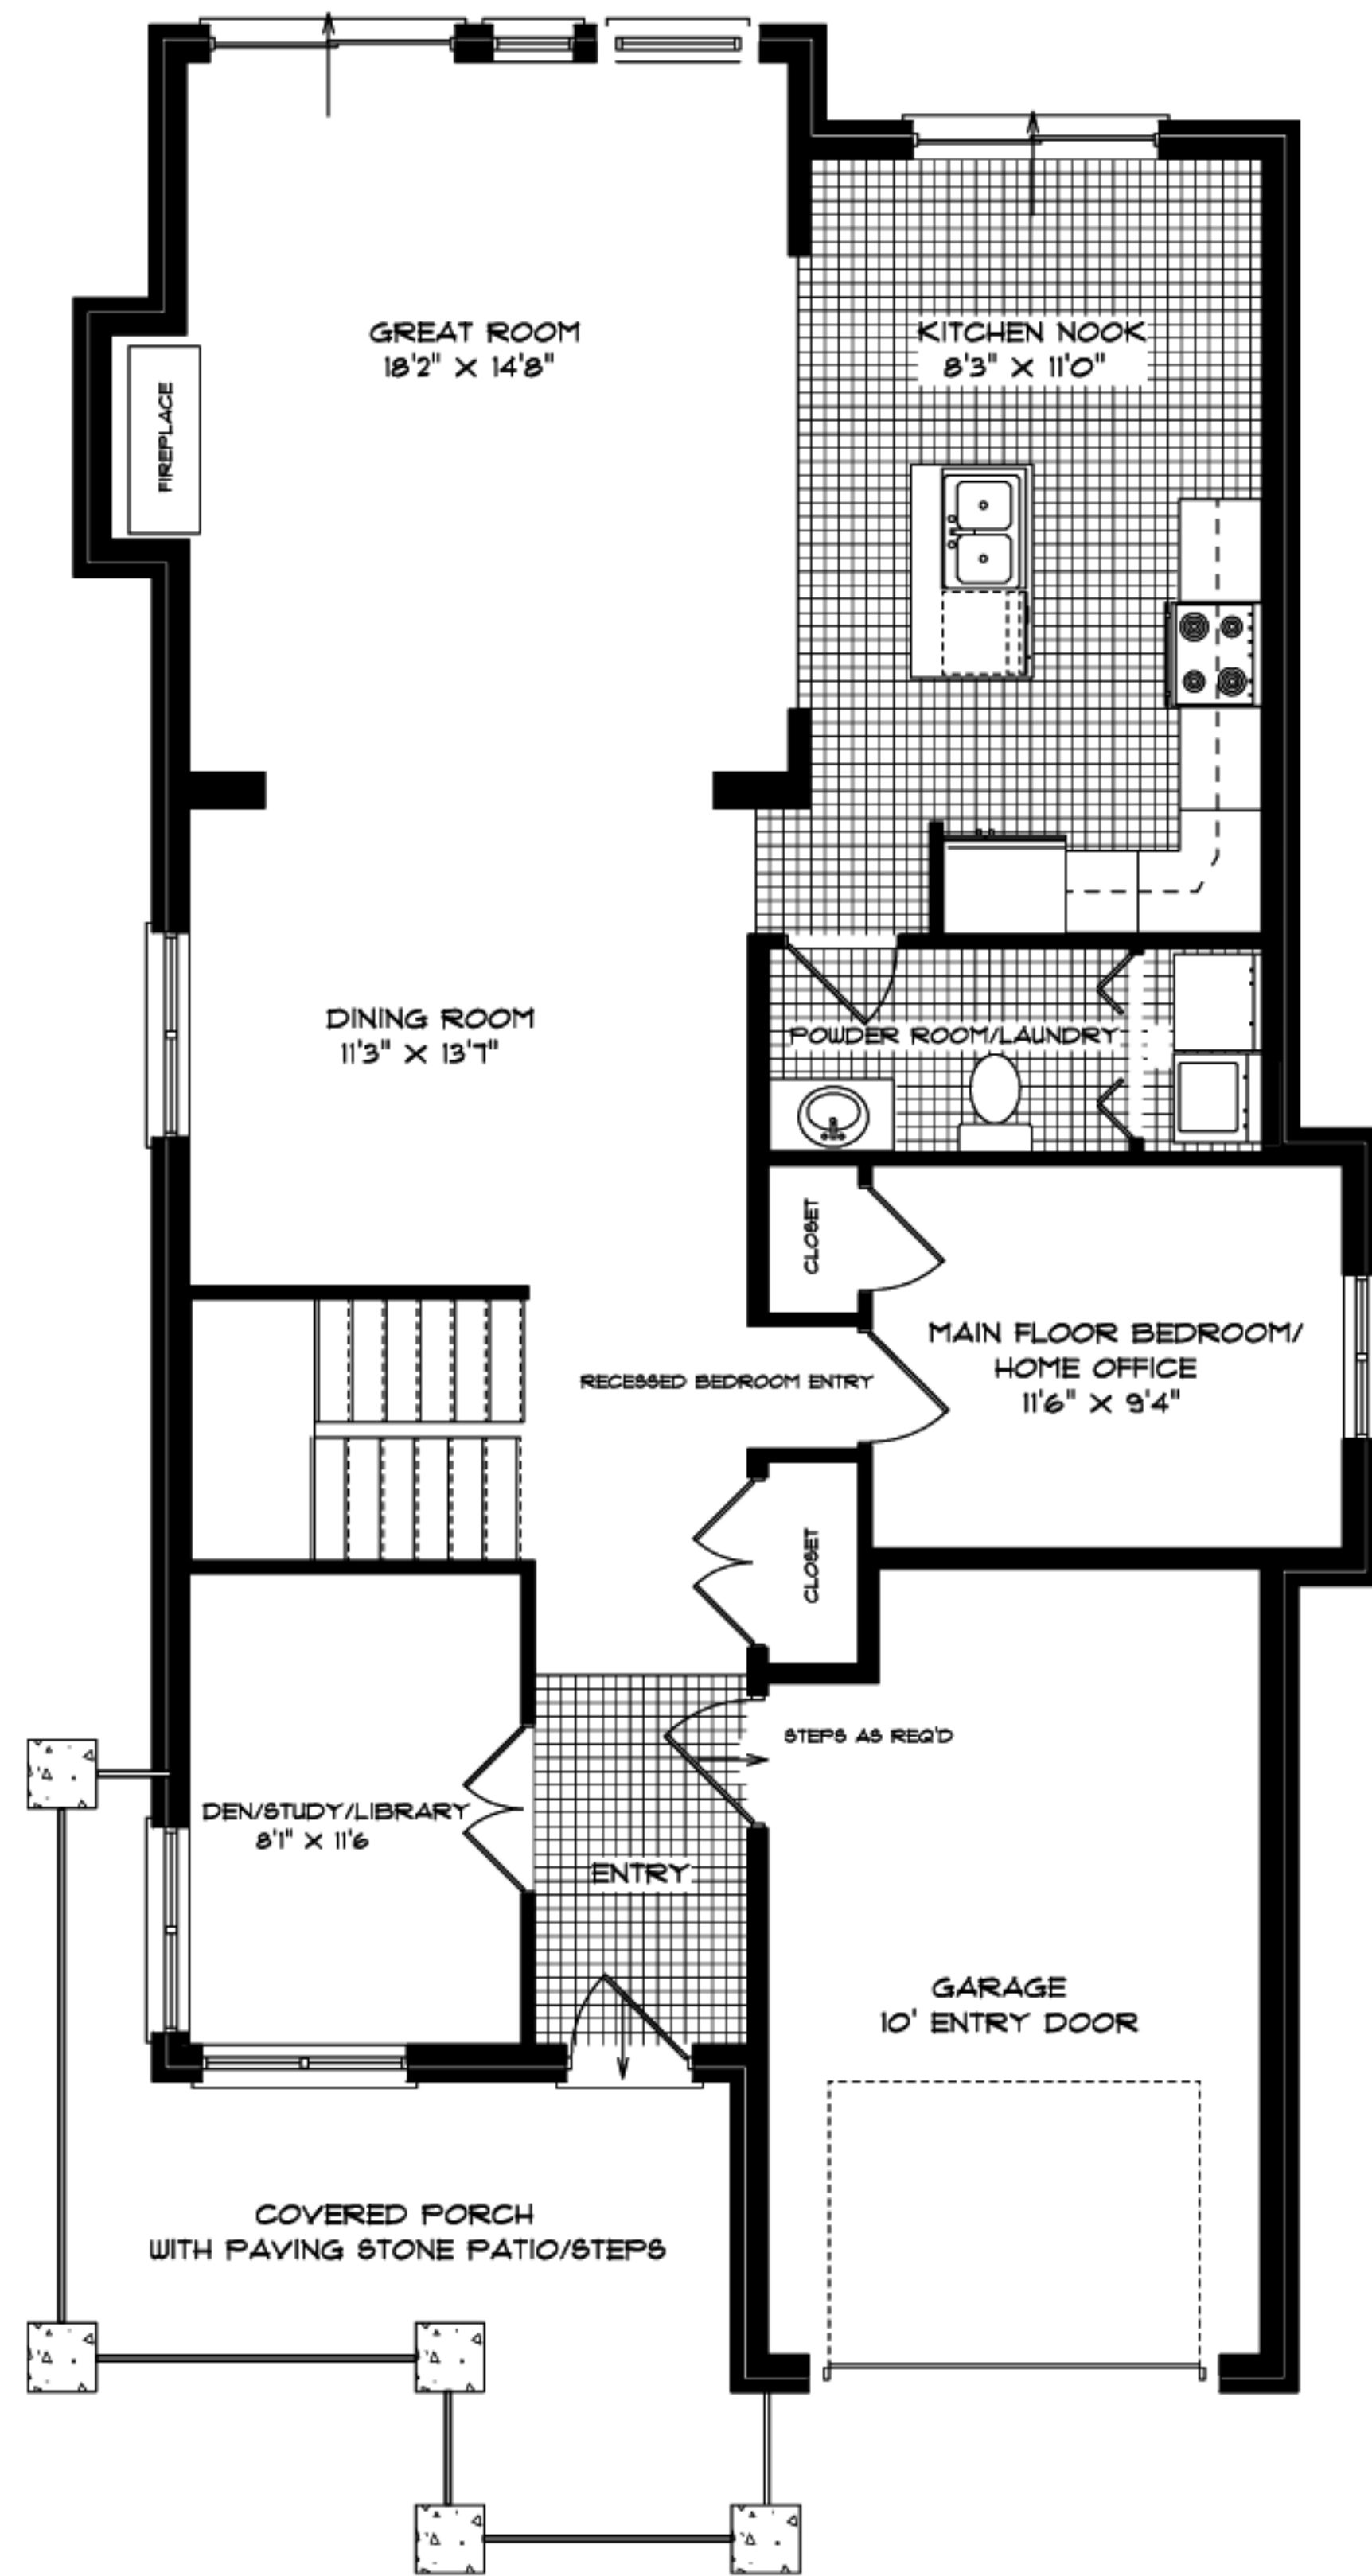 GREAT ROOM
18'2" X 14'8"
KITCHEN NOOK
8'3" X 11'0"
FIREPLACE
DINING ROOM
11'3" X 13'7"
POWDER ROOM/LAUNDRY
CLOSET
MAIN FLOOR BEDROOM/
HOME OFFICE
11'6" X 9'4"
RECESSED BEDROOM ENTRY
CLOSET
STEPS AS REQ'D
DEN/STUDY/LIBRARY
8'1" X 11'6
ENTRY
GARAGE
10' ENTRY DOOR
COVERED PORCH
WITH PAVING STONE PATIO/STEPS